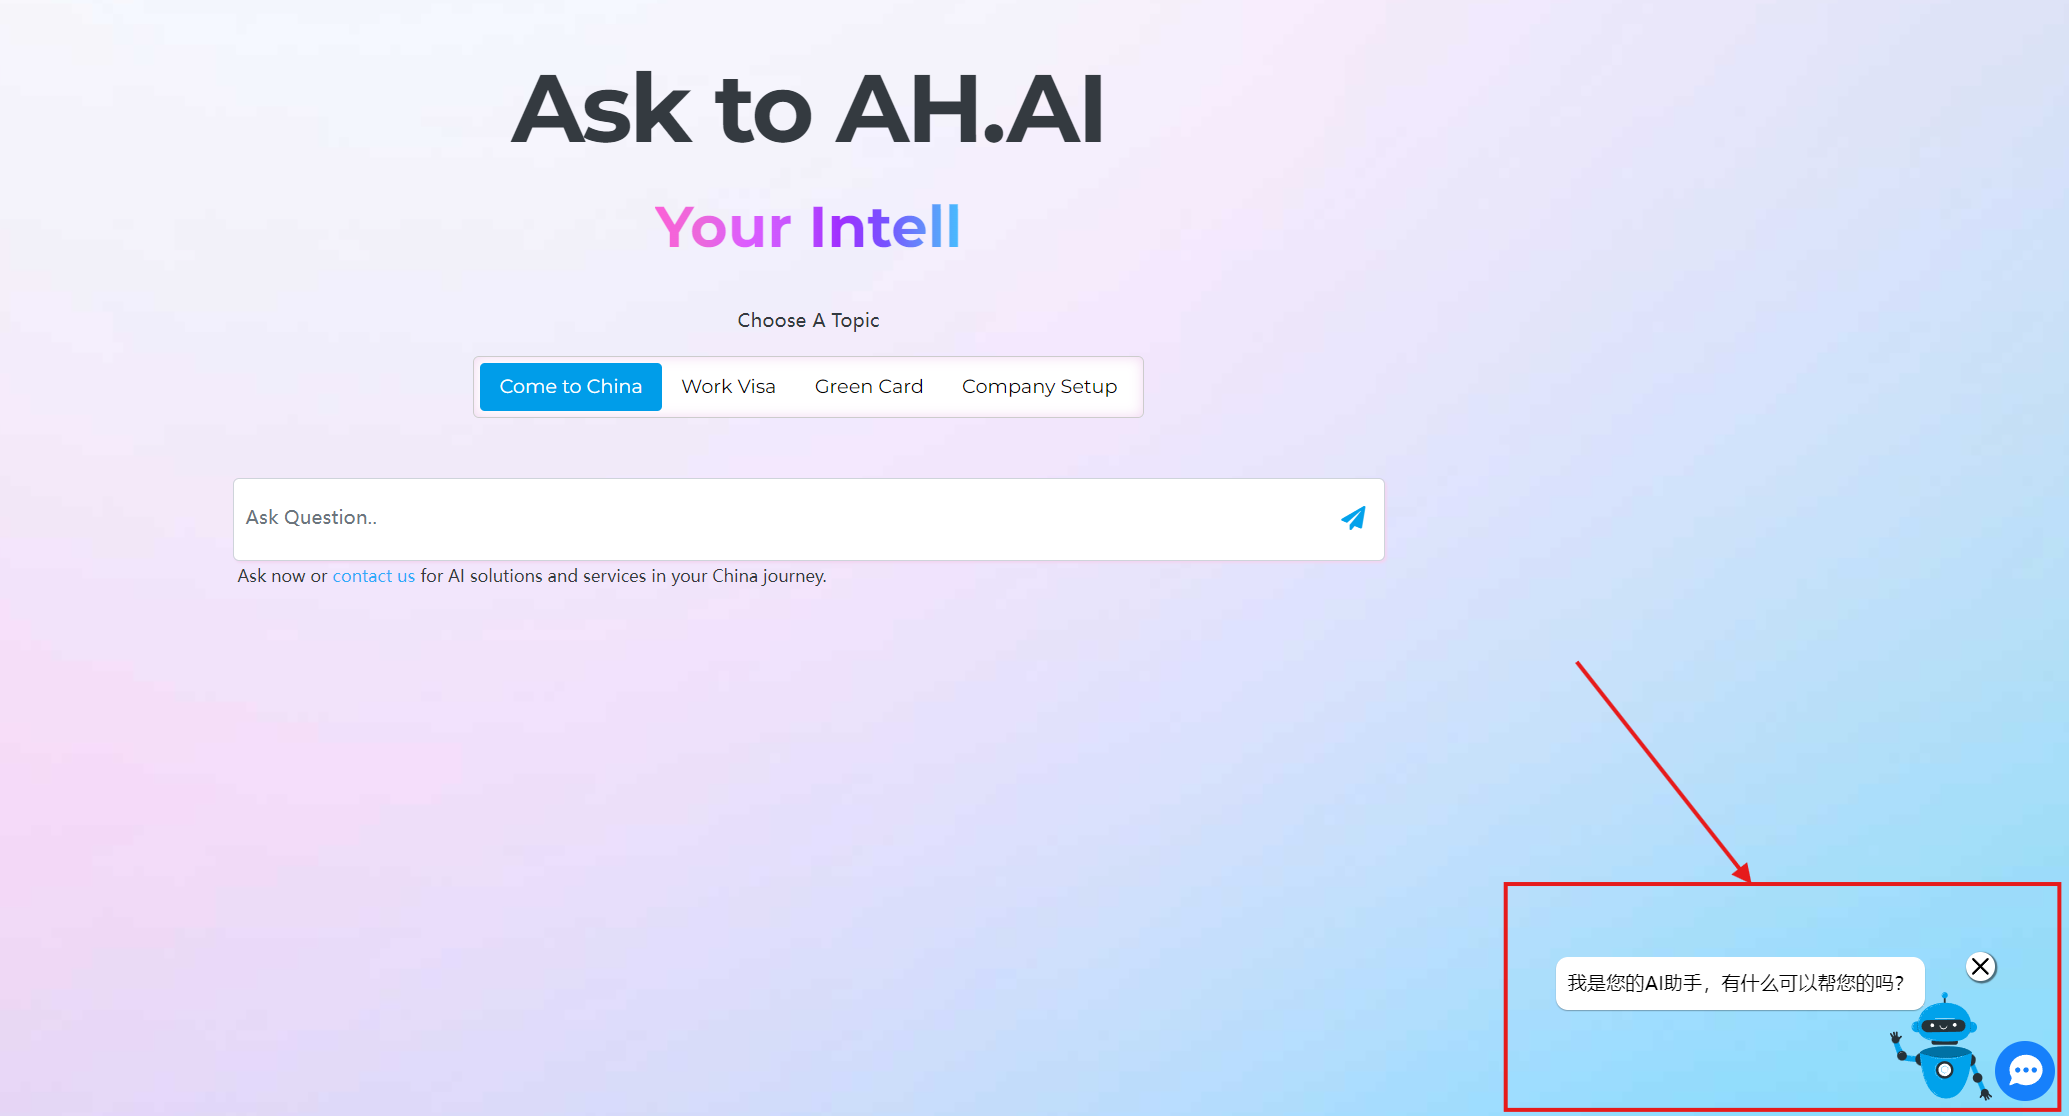 Ask to AH.AI
Your Intell
Choose A Topic
Come to China Work Visa Green Card Company Setup
Ask Question..
Ask now or contact us for AI solutions and services in your China journey.
我是您的AI助手，有什么可以帮您的吗？